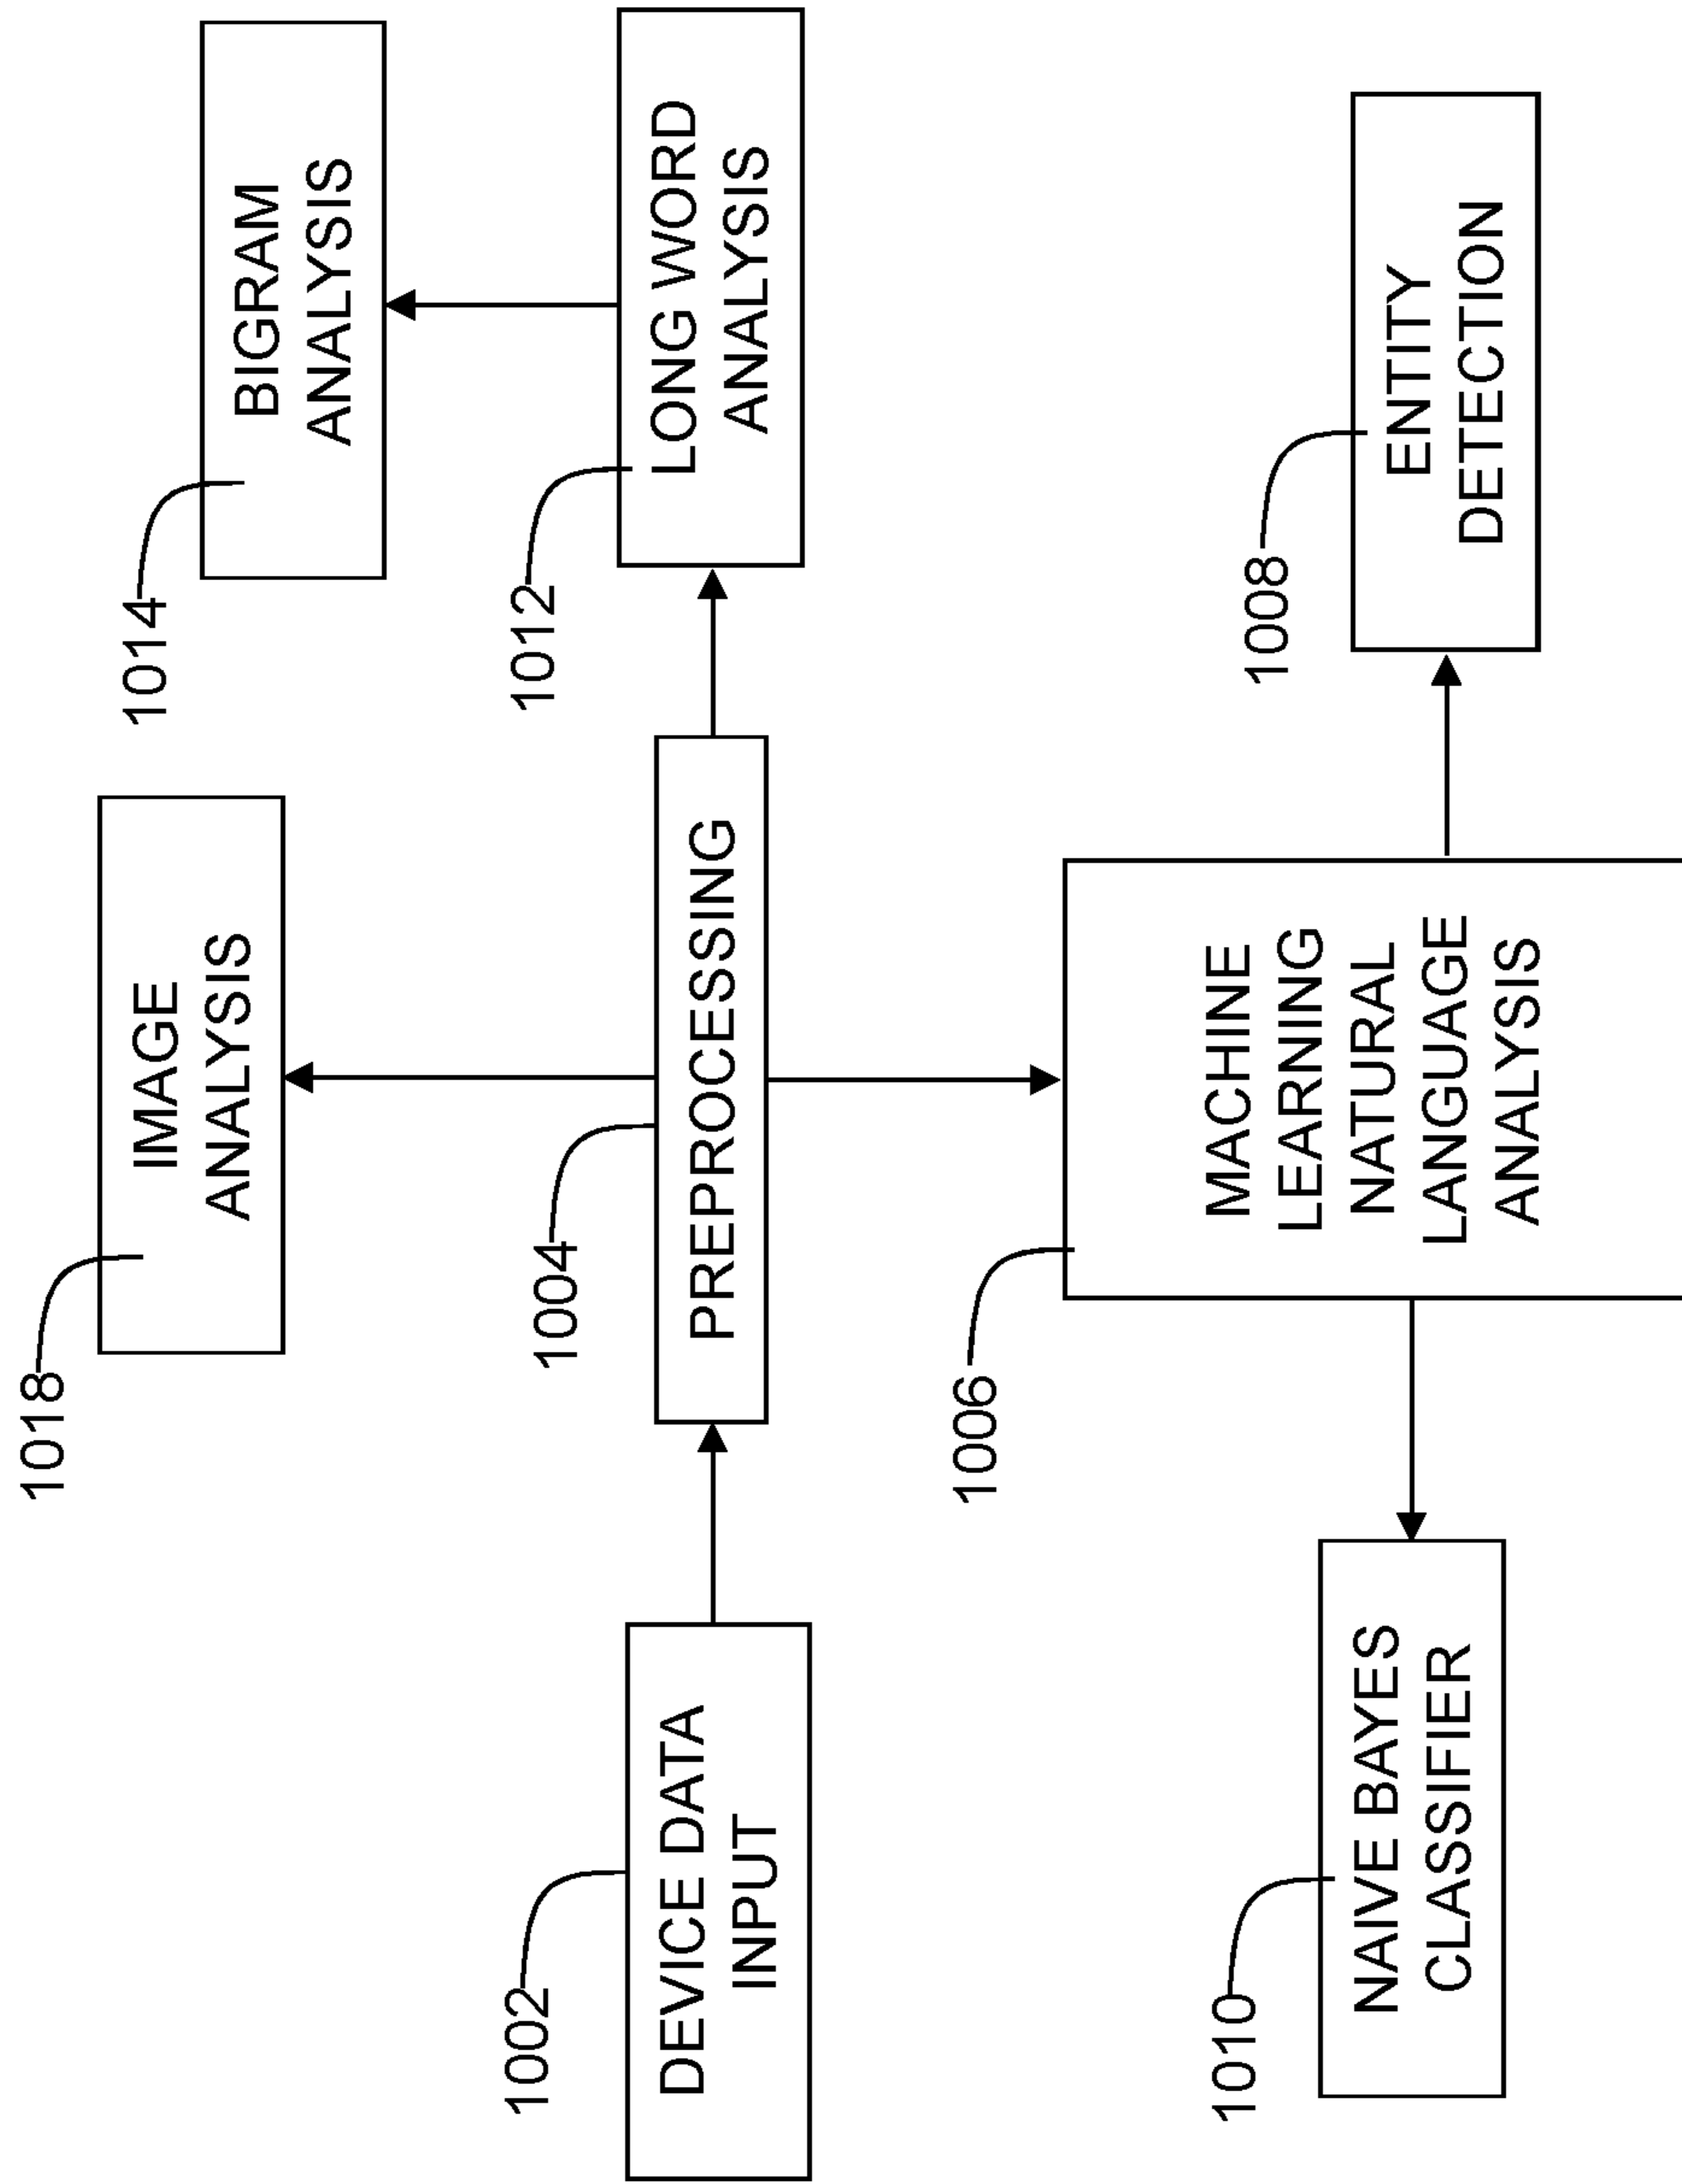 1018
IMAGE
ANALYSIS
1014
BIGRAM
ANALYSIS
1002
DEVICE DATA
INPUT
1004
PREPROCESSING
1012
LONG WORD
ANALYSIS
1006
MACHINE
LEARNING
NATURAL
LANGUAGE
ANALYSIS
1010
NAIVE BAYES
CLASSIFIER
1008
ENTITY
DETECTION